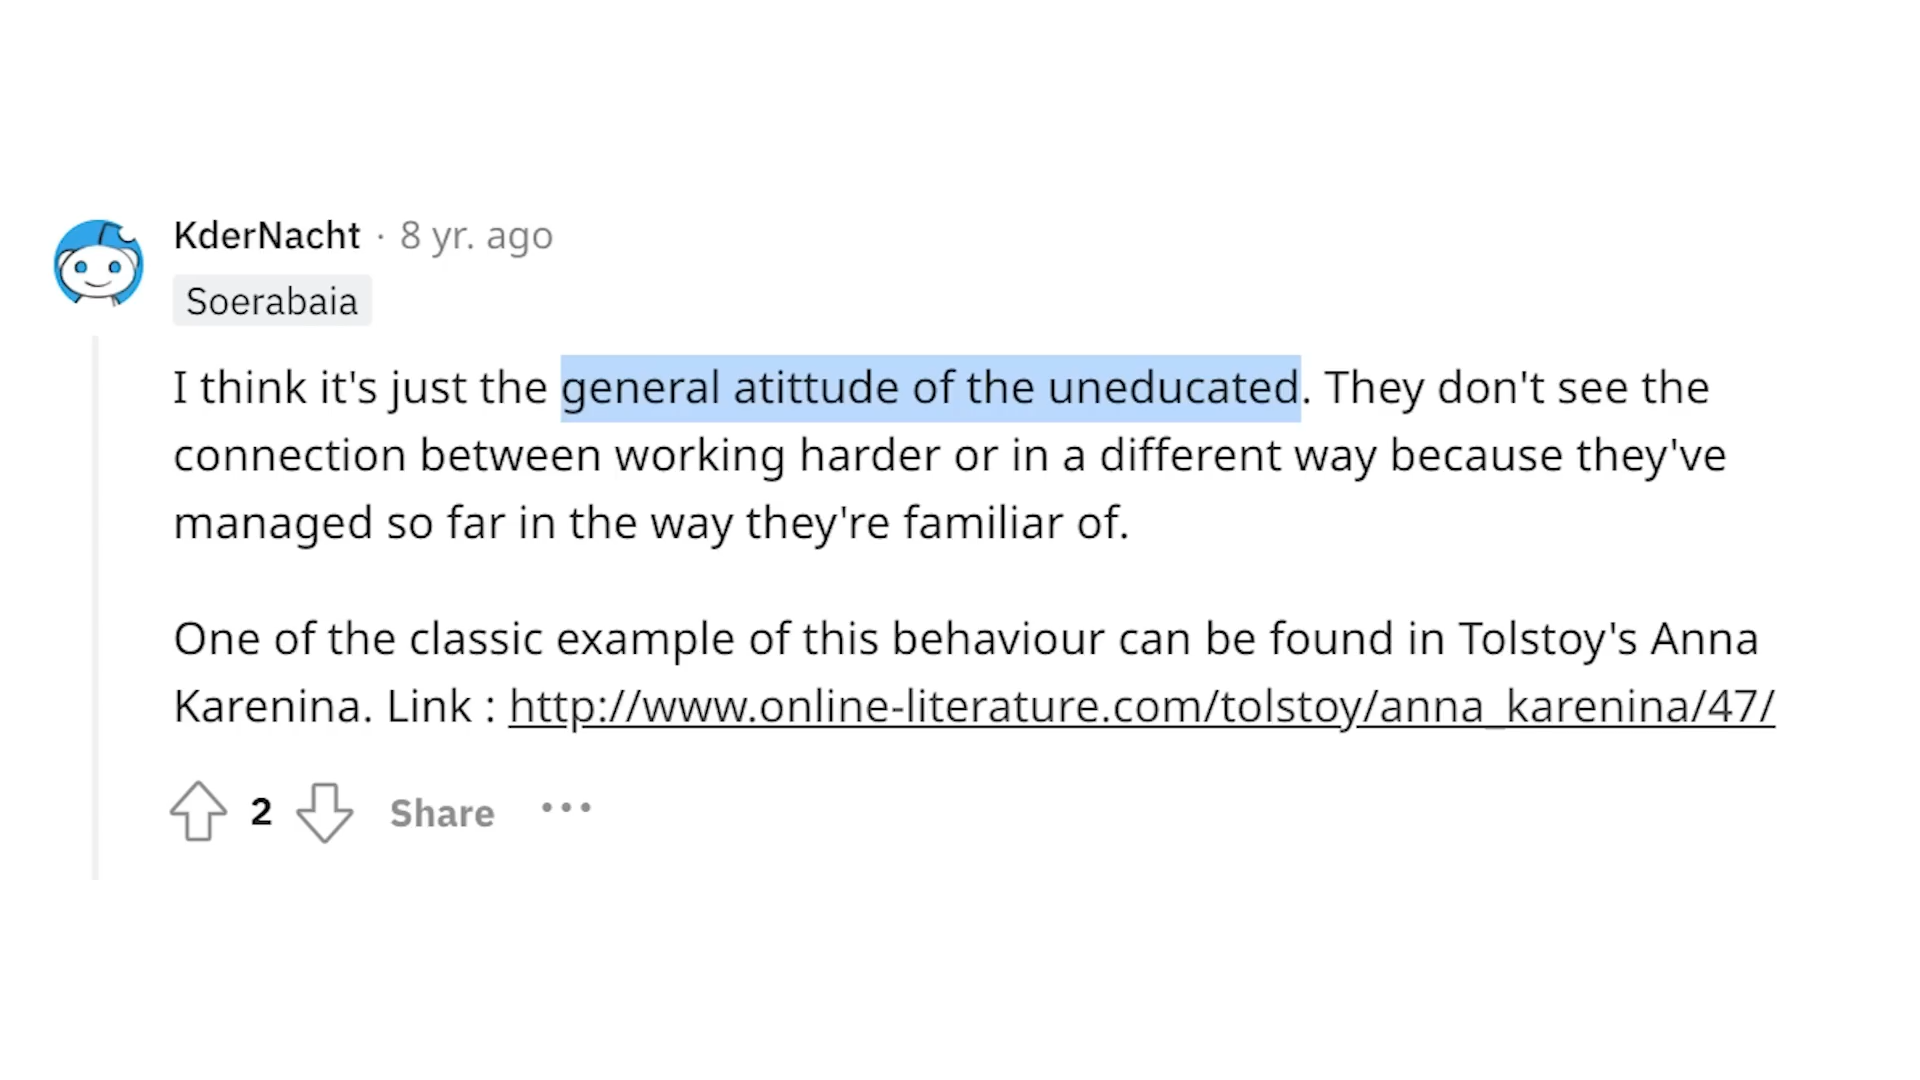 KderNacht · 8 yr. ago
Soerabaia
I think it's just the general atittude of the uneducated. They don't see the
connection between working harder or in a different way because they've
managed so far in the way they're familiar of.
One of the classic example of this behaviour can be found in Tolstoy's Anna
Karenina. Link : http://www.online-literature.com/tolstoy/anna_karenina/47/
2 Share ···